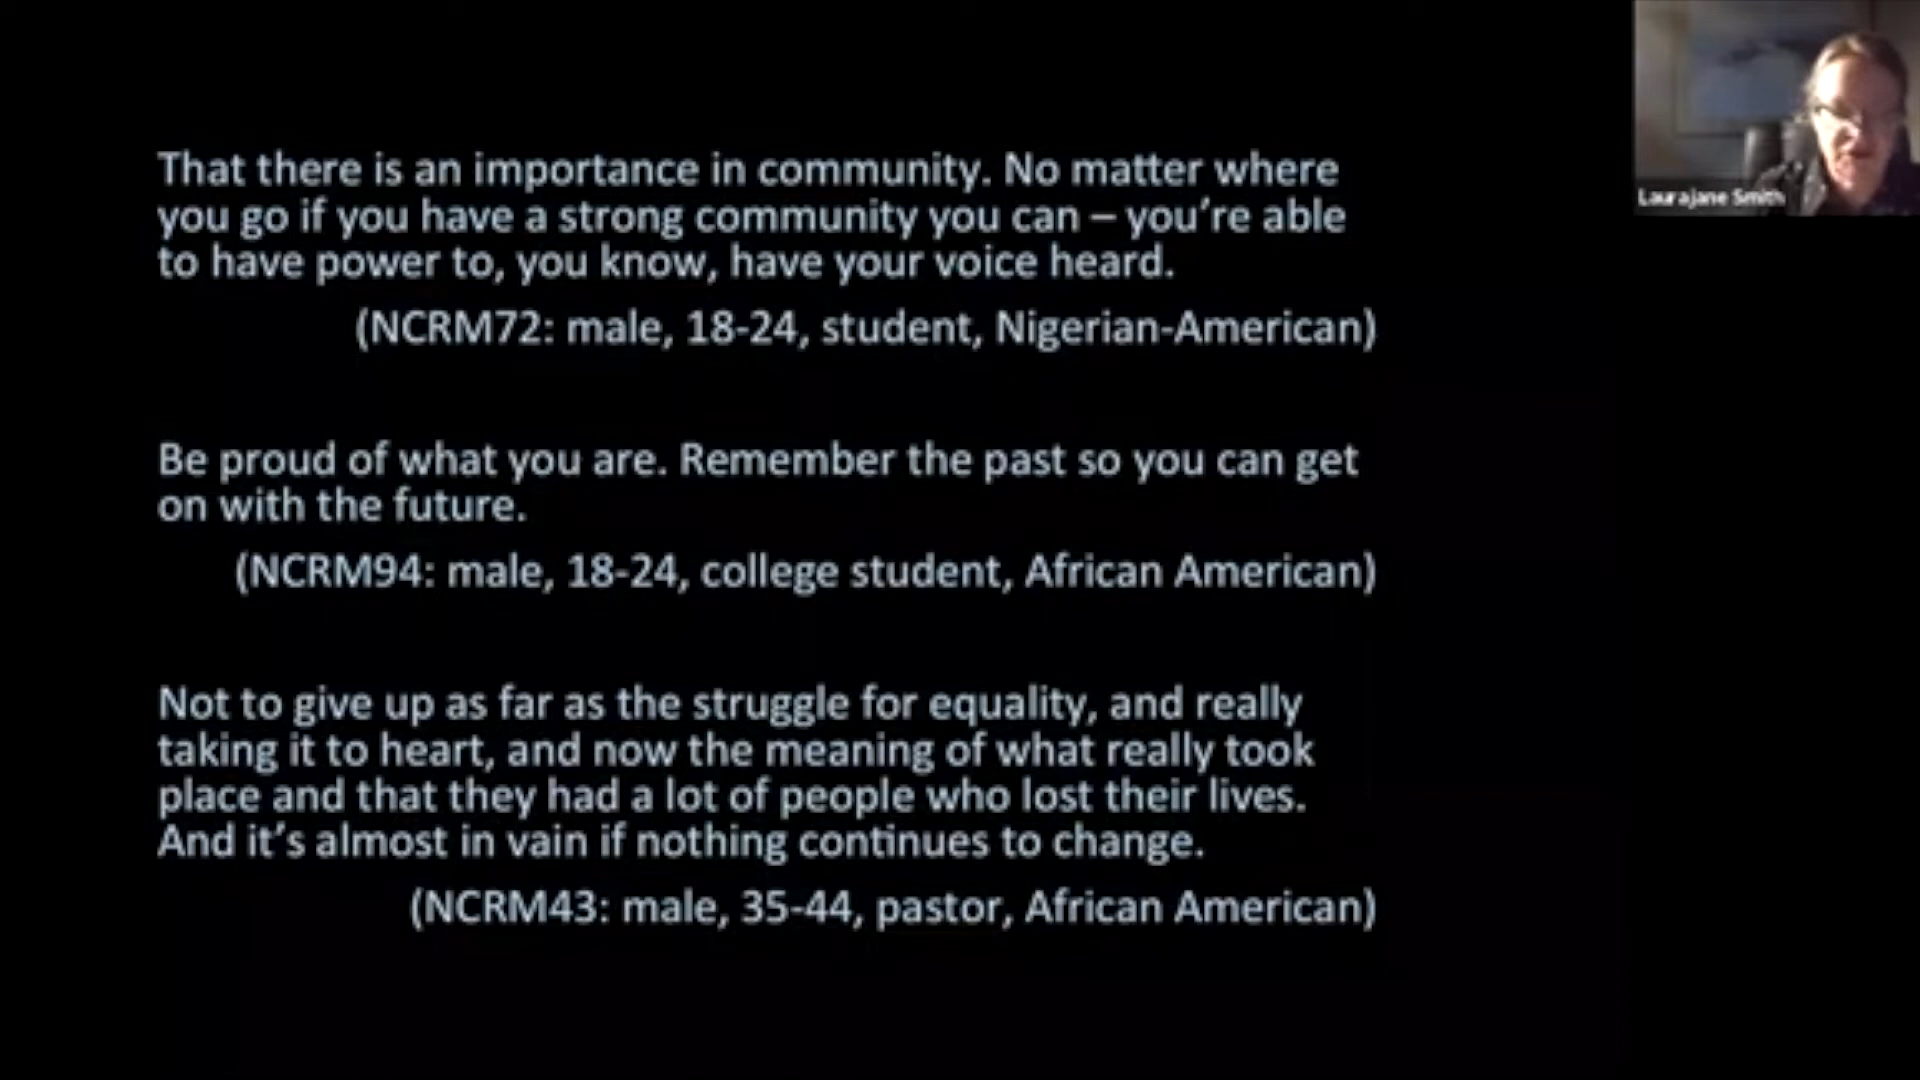 That there is an importance in community. No matter where
you go if you have a strong community you can – you're able
to have power to, you know, have your voice heard.
(NCRM72: male, 18-24, student, Nigerian-American)
Be proud of what you are. Remember the past so you can get
on with the future.
(NCRM94: male, 18-24, college student, African American)
Not to give up as far as the struggle for equality, and really
taking it to heart, and now the meaning of what really took
place and that they had a lot of people who lost their lives.
And it's almost in vain if nothing continues to change.
(NCRM43: male, 35-44, pastor, African American)
Laurajane Smith